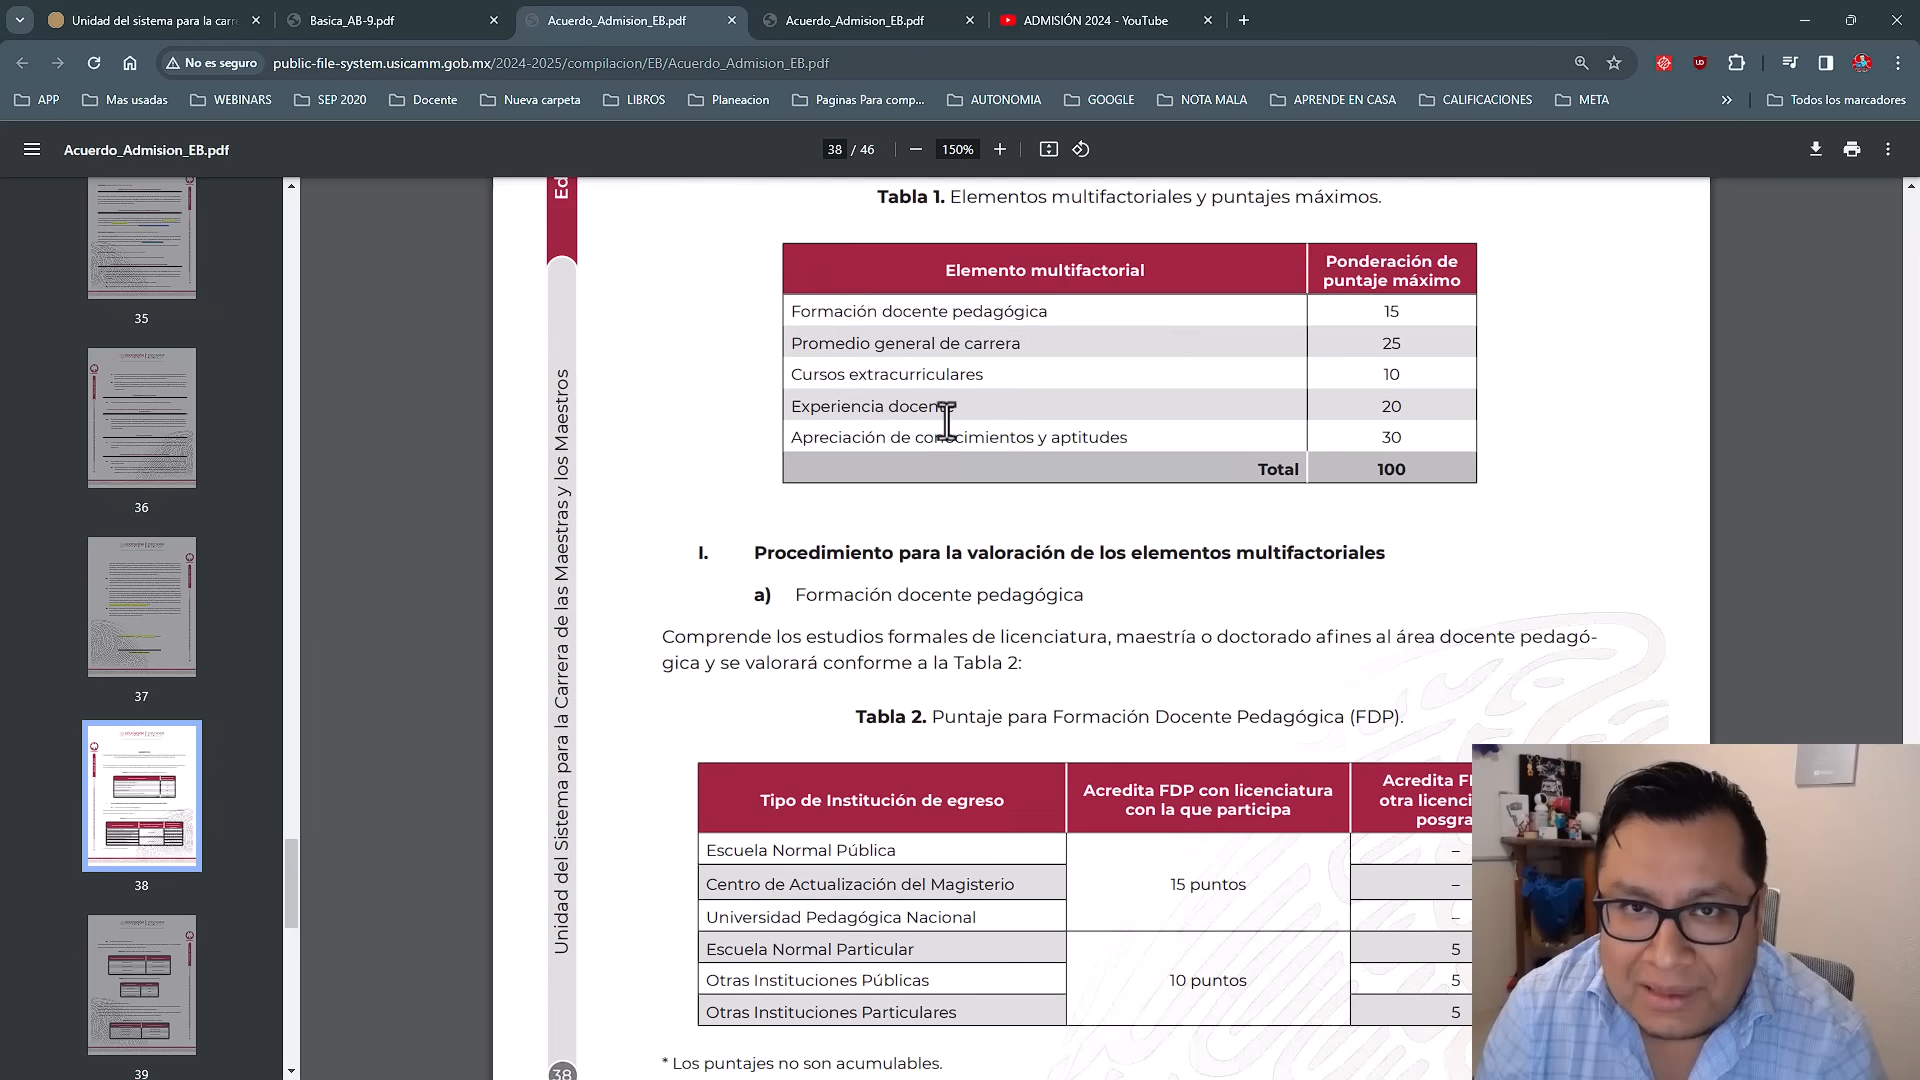 Unidad del sistema para la carre
Basica_AB-9.pdf
Acuerdo_Admision_EB.pdf
Acuerdo_Admision_EB.pdf
ADMISIÓN 2024 - YouTube
No es seguro
public-file-system.usicamm.gob.mx/2024-2025/compilacion/EB/Acuerdo_Admision_EB.pdf
APP
Mas usadas
WEBINARS
SEP 2020
Docente
Nueva carpeta
LIBROS
Planeacion
Paginas Para comp...
AUTONOMIA
GOOGLE
NOTA MALA
APRENDE EN CASA
CALIFICACIONES
META
Todos los marcadores
Acuerdo_Admision_EB.pdf
38 / 46
150%
35
36
37
38
39
Ed
Unidad del Sistema para la Carrera de las Maestras y los Maestros
38
Tabla 1. Elementos multifactoriales y puntajes máximos.
Elemento multifactorial
Ponderación de
puntaje máximo
Formación docente pedagógica 15
Promedio general de carrera 25
Cursos extracurriculares 10
Experiencia docente 20
Apreciación de conocimientos y aptitudes 30
Total 100
I. Procedimiento para la valoración de los elementos multifactoriales
a) Formación docente pedagógica
Comprende los estudios formales de licenciatura, maestría o doctorado afines al área docente pedagó-
gica y se valorará conforme a la Tabla 2:
Tabla 2. Puntaje para Formación Docente Pedagógica (FDP).
Tipo de Institución de egreso
Acredita FDP con licenciatura
con la que participa
Acredita F
otra licenci
posgra
Escuela Normal Pública –
Centro de Actualización del Magisterio 15 puntos –
Universidad Pedagógica Nacional –
Escuela Normal Particular 5
Otras Instituciones Públicas 10 puntos 5
Otras Instituciones Particulares 5
* Los puntajes no son acumulables.